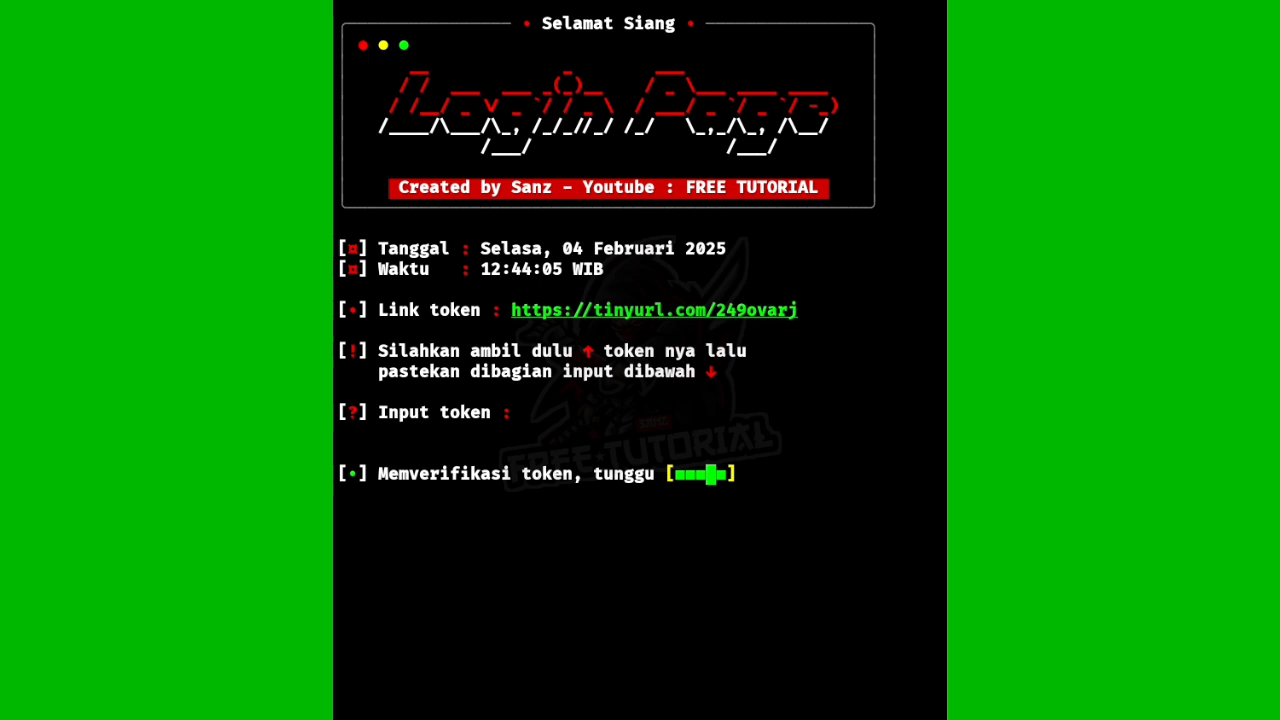 • Selamat Siang •
Login Page
Created by Sanz - Youtube : FREE TUTORIAL
[¤] Tanggal : Selasa, 04 Februari 2025
[¤] Waktu : 12:44:05 WIB
[•] Link token : https://tinyurl.com/249ovarj
[!] Silahkan ambil dulu ↑ token nya lalu
pastekan dibagian input dibawah ↓
[?] Input token :
FREE TUTORIAL
[•] Memverifikasi token, tunggu [■■■■■]